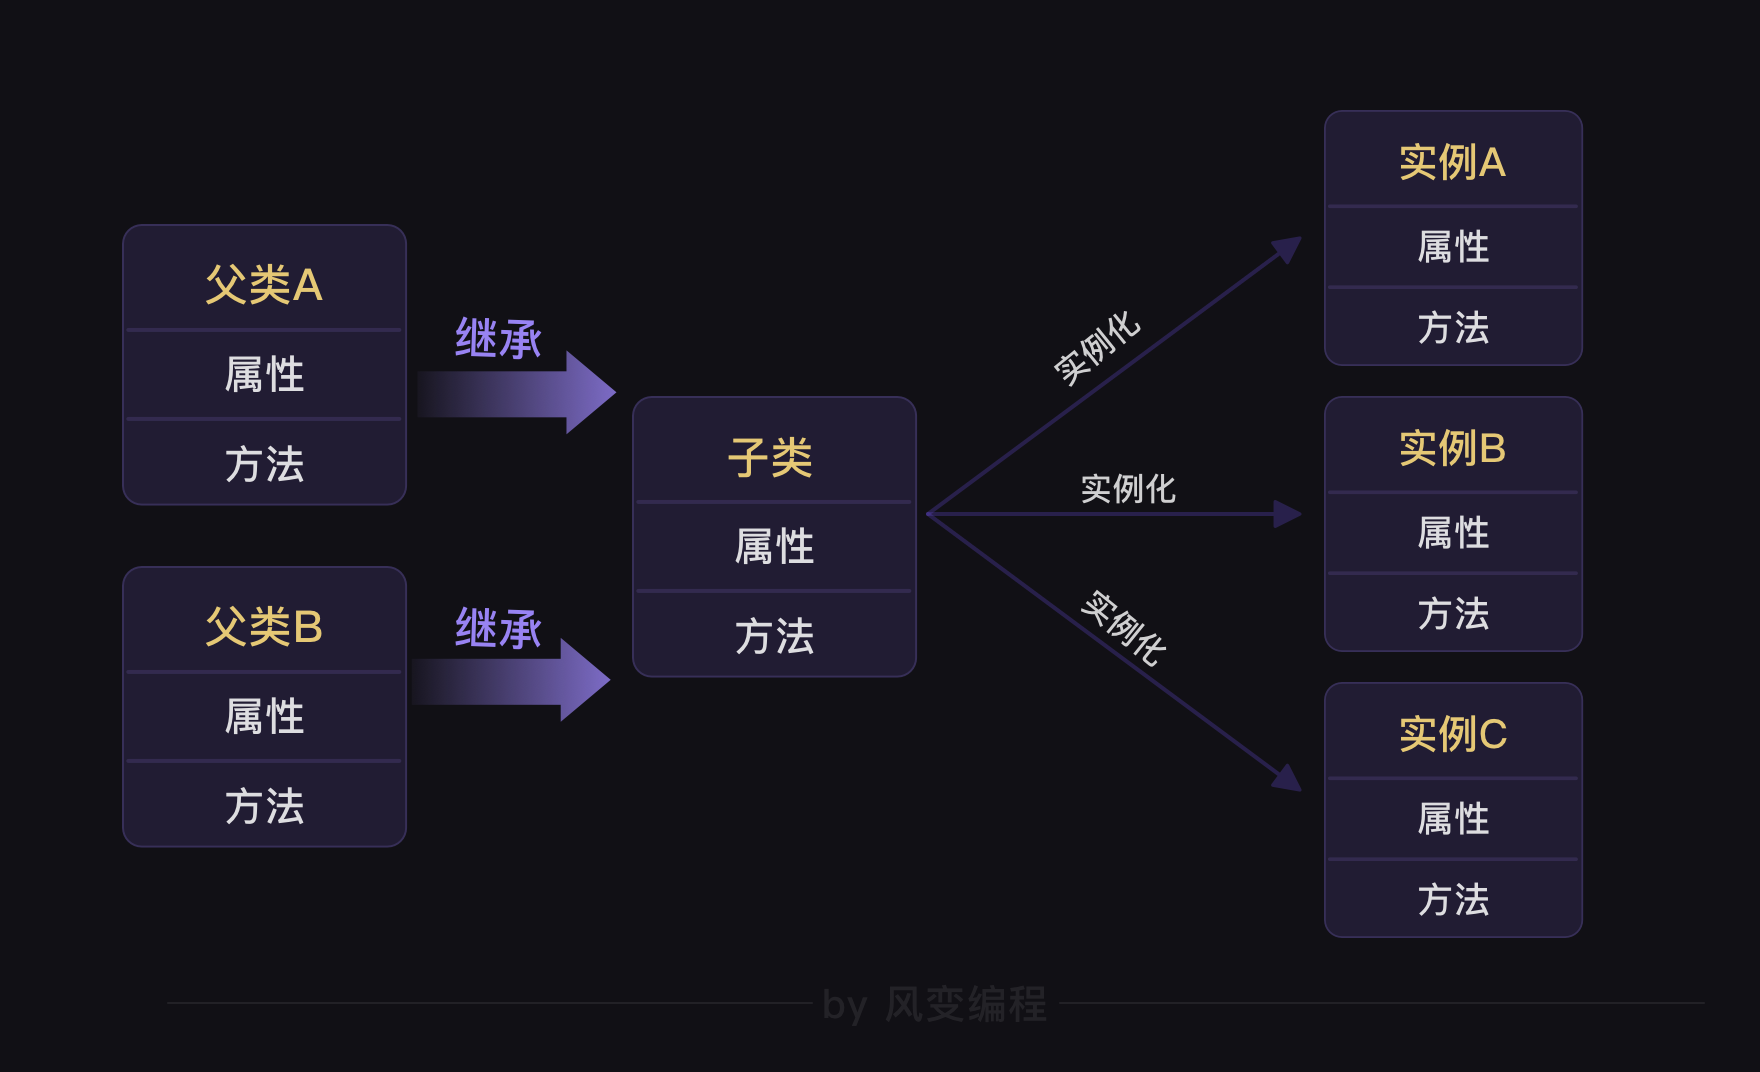 父类A
属性
方法
继承
父类B
属性
方法
继承
子类
属性
方法
实例化
实例化
实例化
实例A
属性
方法
实例B
属性
方法
实例C
属性
方法
by 风变编程